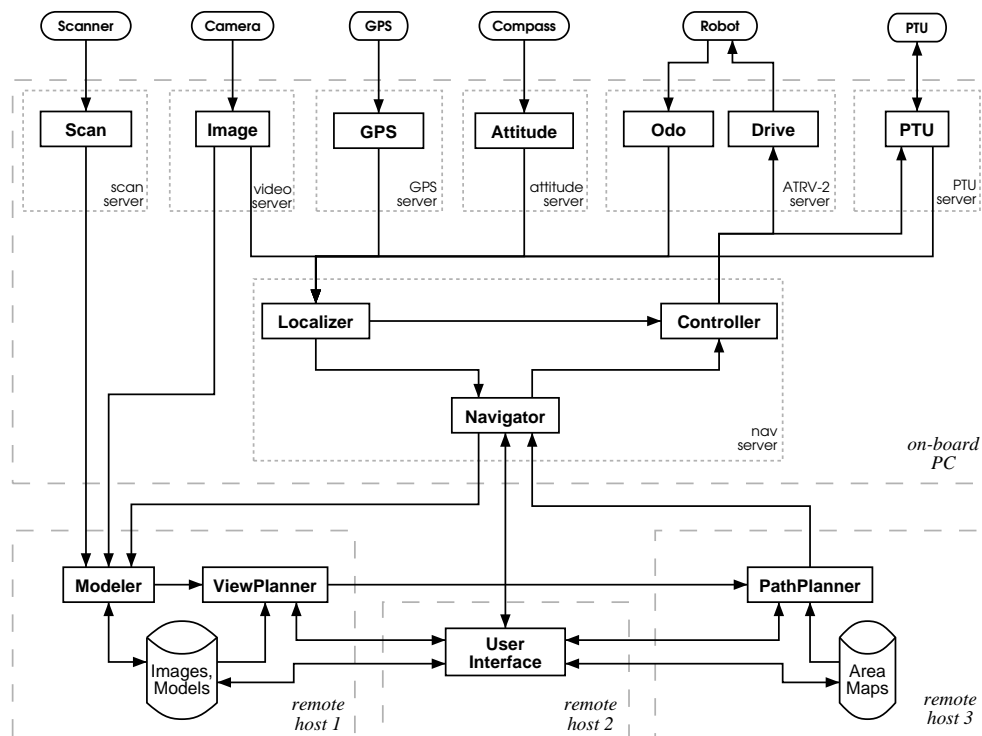 Scanner
Camera
GPS
Compass
Robot
PTU
Scan
Image
GPS
Attitude
Odo
Drive
PTU
scan
server
video
server
GPS
server
attitude
server
ATRV-2
server
PTU
server
Localizer
Controller
Navigator
nav
server
on-board
PC
Modeler
ViewPlanner
PathPlanner
User
Interface
Images,
Models
Area
Maps
remote
host 1
remote
host 2
remote
host 3